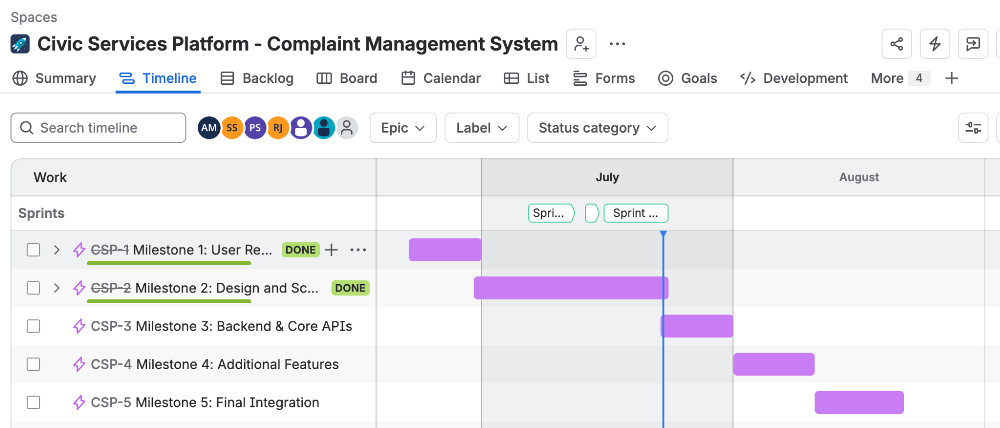 Spaces
Civic Services Platform - Complaint Management System
Summary Timeline Backlog Board Calendar List Forms Goals Development More 4
Search timeline AM SS PS RJ Epic Label Status category
Work July August
Sprints Spri... Sprint ...
CSP-1 Milestone 1: User Re... DONE
CSP-2 Milestone 2: Design and Sc... DONE
CSP-3 Milestone 3: Backend & Core APIs
CSP-4 Milestone 4: Additional Features
CSP-5 Milestone 5: Final Integration